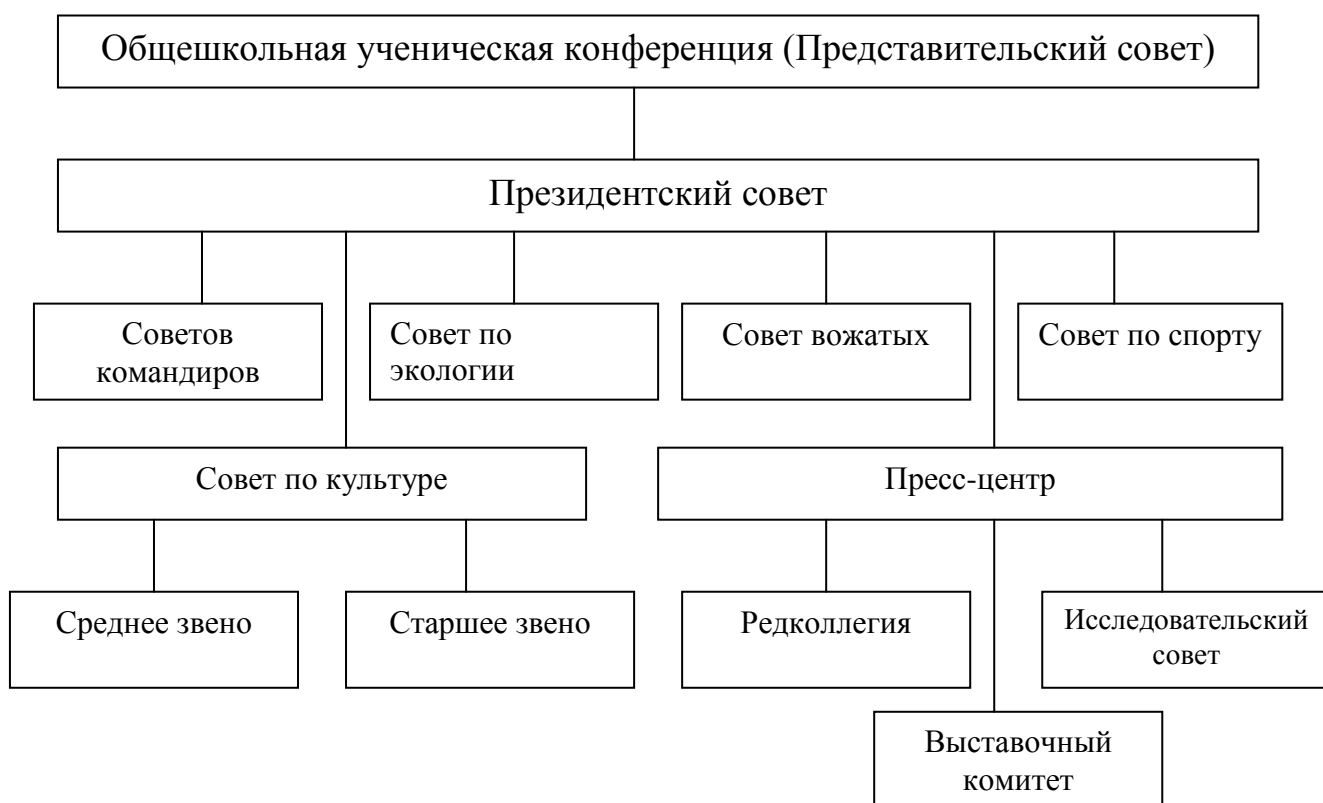 Общешкольная ученическая конференция (Представительский совет)
Президентский совет
Советов
командиров
Совет по
экологии
Совет вожатых
Совет по спорту
Совет по культуре
Пресс-центр
Среднее звено
Старшее звено
Редколлегия
Исследовательский
совет
Выставочный
комитет